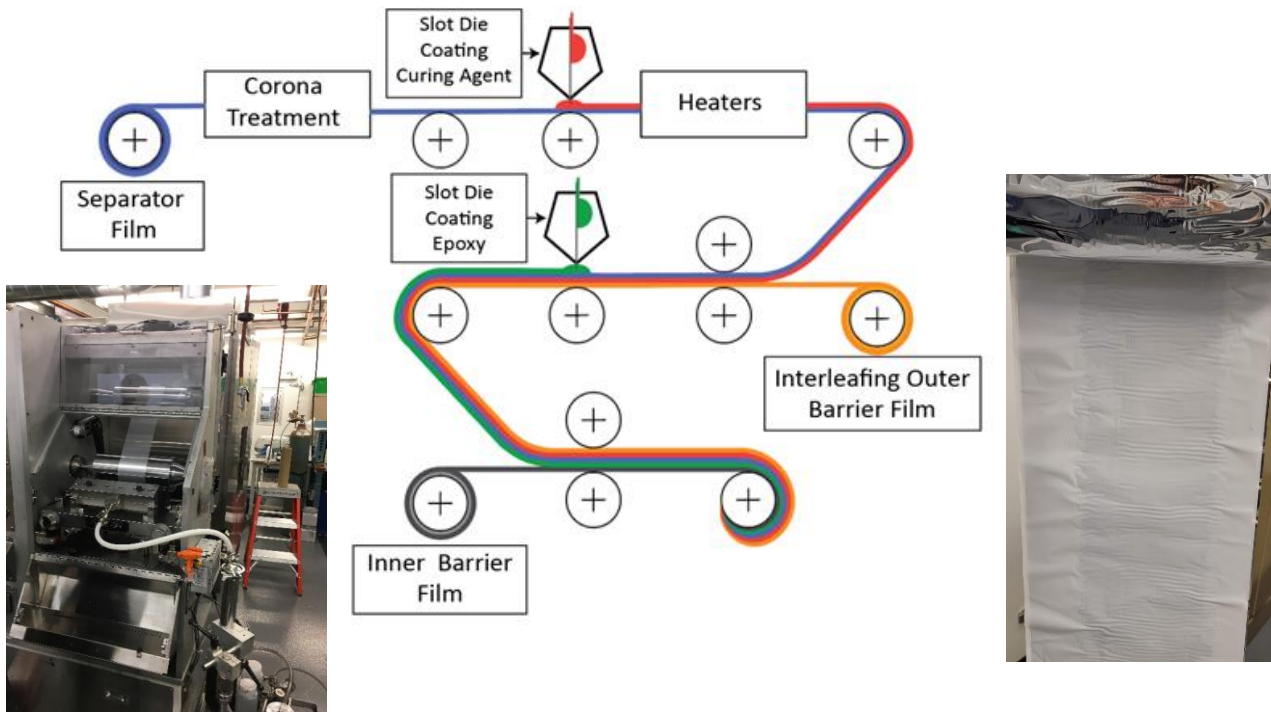 Slot Die
Coating
Curing Agent
Corona
Treatment
Heaters
Separator
Film
Slot Die
Coating
Epoxy
Interleafing Outer
Barrier Film
Inner Barrier
Film